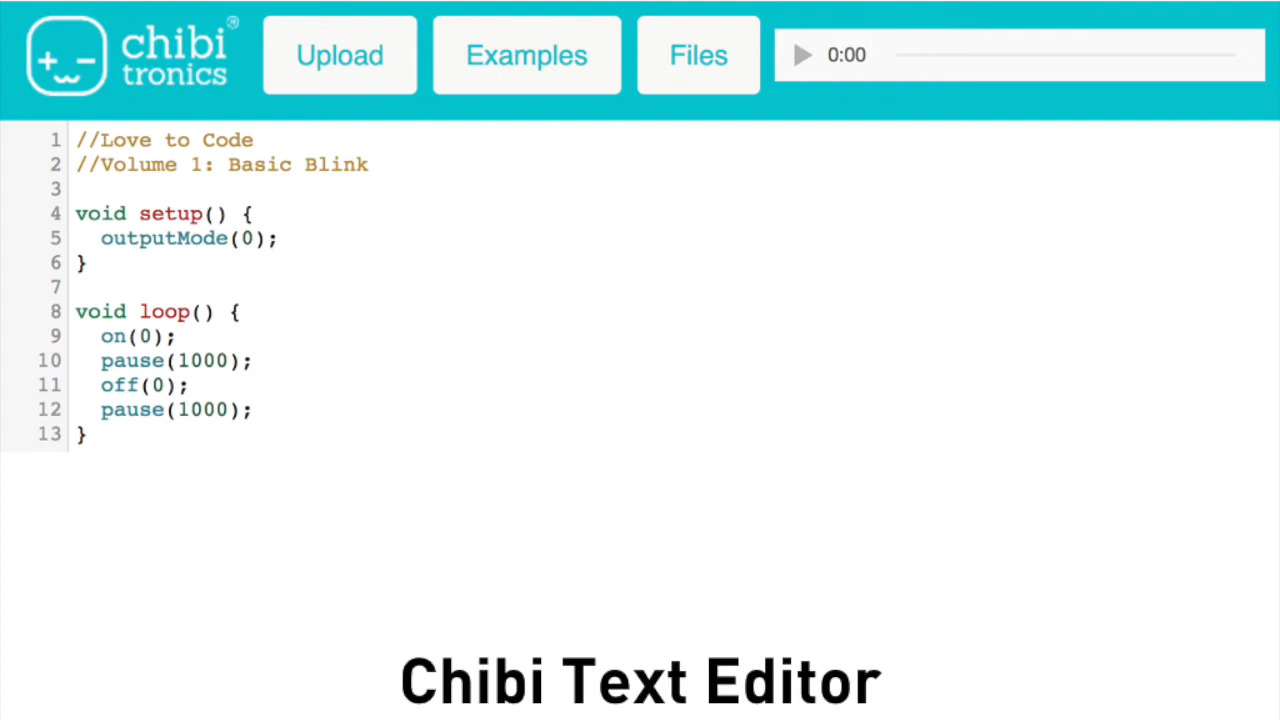 chibi tronics®
Upload
Examples
Files
0:00
1 //Love to Code
2 //Volume 1: Basic Blink
3
4 void setup() {
5   outputMode(0);
6 }
7
8 void loop() {
9   on(0);
10   pause(1000);
11   off(0);
12   pause(1000);
13 }
Chibi Text Editor